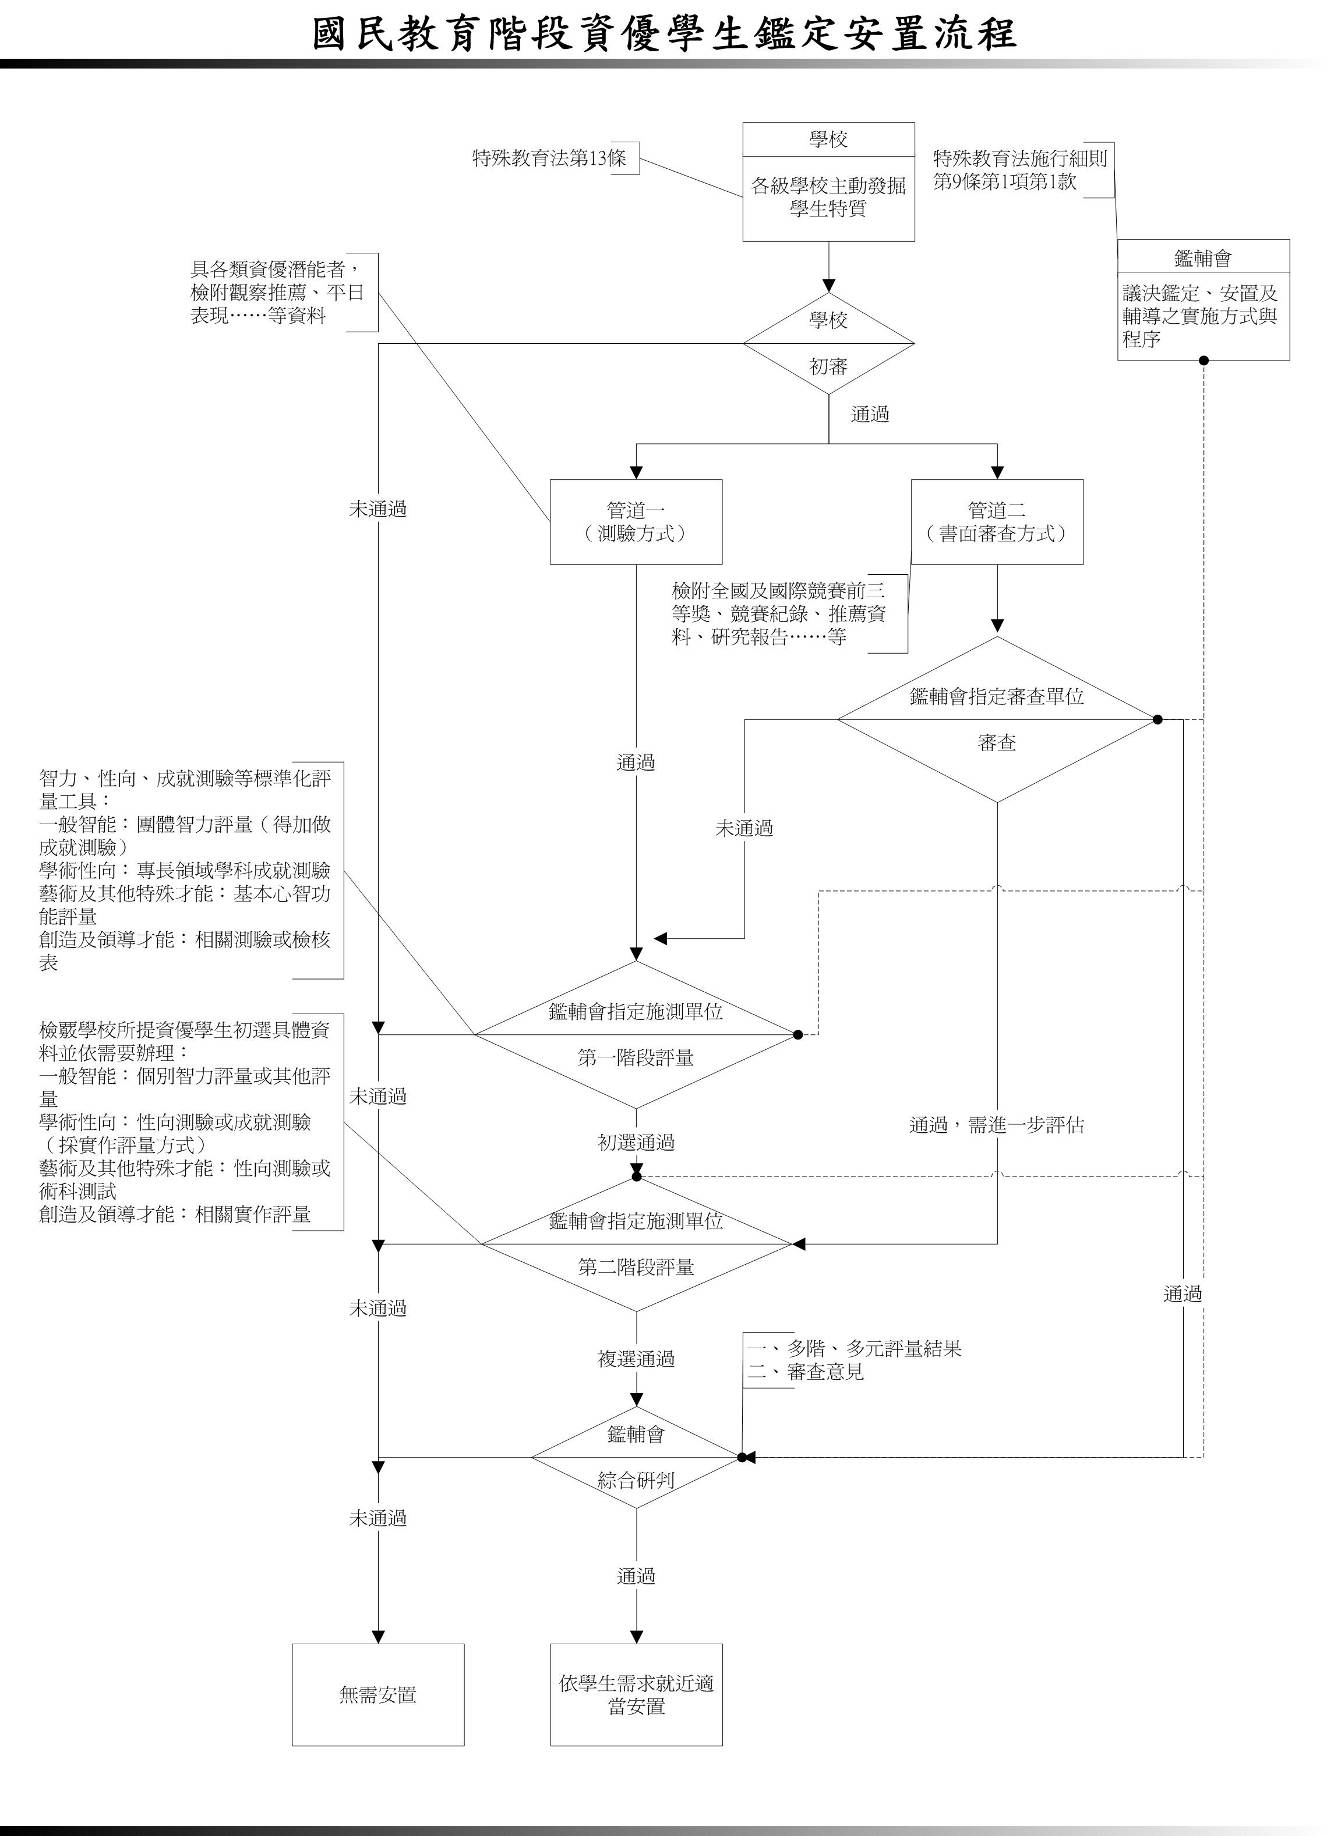 國民教育階段資優學生鑑定安置流程
學校
特殊教育法第13條
各級學校主動發掘
學生特質
特殊教育法施行細則
第9條第1項第1款
鑑輔會
議決鑑定、安置及
輔導之實施方式與
程序
具各類資優潛能者，
檢附觀察推薦、平日
表現……等資料
學校
初審
通過
未通過
管道一
（測驗方式）
管道二
（書面審查方式）
檢附全國及國際競賽前三
等獎、競賽紀錄、推薦資
料、研究報告……等
鑑輔會指定審查單位
審查
通過
未通過
智力、性向、成就測驗等標準化評
量工具：
一般智能：團體智力評量（得加做
成就測驗）
學術性向：專長領域學科成就測驗
藝術及其他特殊才能：基本心智功
能評量
創造及領導才能：相關測驗或檢核
表
鑑輔會指定施測單位
第一階段評量
檢覈學校所提資優學生初選具體資
料並依需要辦理：
一般智能：個別智力評量或其他評
量
學術性向：性向測驗或成就測驗
（採實作評量方式）
藝術及其他特殊才能：性向測驗或
術科測試
創造及領導才能：相關實作評量
未通過
初選通過
通過，需進一步評估
鑑輔會指定施測單位
第二階段評量
未通過
通過
複選通過
一、多階、多元評量結果
二、審查意見
鑑輔會
綜合研判
未通過
通過
無需安置
依學生需求就近適
當安置